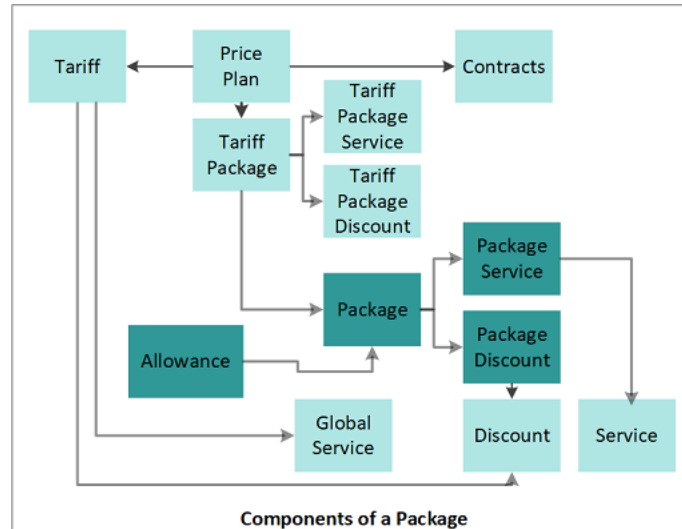 Tariff
Price
Plan
Contracts
Tariff
Package
Tariff
Package
Service
Tariff
Package
Discount
Package
Package
Service
Allowance
Package
Discount
Global
Service
Discount
Service
Components of a Package